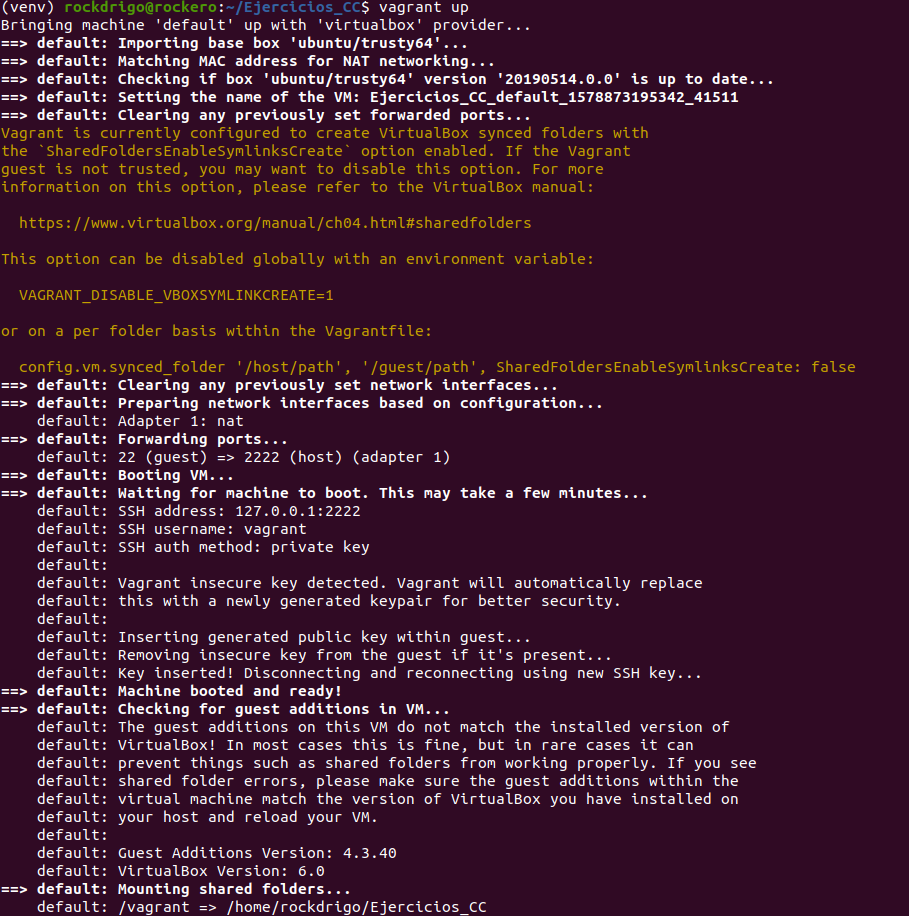 (venv) rockdrigo@rockero:~/Ejercicios_CC$ vagrant up
Bringing machine 'default' up with 'virtualbox' provider...
==> default: Importing base box 'ubuntu/trusty64'...
==> default: Matching MAC address for NAT networking...
==> default: Checking if box 'ubuntu/trusty64' version '20190514.0.0' is up to date...
==> default: Setting the name of the VM: Ejercicios_CC_default_1578873195342_41511
==> default: Clearing any previously set forwarded ports...
Vagrant is currently configured to create VirtualBox synced folders with
the `SharedFoldersEnableSymlinksCreate` option enabled. If the Vagrant
guest is not trusted, you may want to disable this option. For more
information on this option, please refer to the VirtualBox manual:

  https://www.virtualbox.org/manual/ch04.html#sharedfolders

This option can be disabled globally with an environment variable:

  VAGRANT_DISABLE_VBOXSYMLINKCREATE=1

or on a per folder basis within the Vagrantfile:

  config.vm.synced_folder '/host/path', '/guest/path', SharedFoldersEnableSymlinksCreate: false
==> default: Clearing any previously set network interfaces...
==> default: Preparing network interfaces based on configuration...
    default: Adapter 1: nat
==> default: Forwarding ports...
    default: 22 (guest) => 2222 (host) (adapter 1)
==> default: Booting VM...
==> default: Waiting for machine to boot. This may take a few minutes...
    default: SSH address: 127.0.0.1:2222
    default: SSH username: vagrant
    default: SSH auth method: private key
    default:
    default: Vagrant insecure key detected. Vagrant will automatically replace
    default: this with a newly generated keypair for better security.
    default:
    default: Inserting generated public key within guest...
    default: Removing insecure key from the guest if it's present...
    default: Key inserted! Disconnecting and reconnecting using new SSH key...
==> default: Machine booted and ready!
==> default: Checking for guest additions in VM...
    default: The guest additions on this VM do not match the installed version of
    default: VirtualBox! In most cases this is fine, but in rare cases it can
    default: prevent things such as shared folders from working properly. If you see
    default: shared folder errors, please make sure the guest additions within the
    default: virtual machine match the version of VirtualBox you have installed on
    default: your host and reload your VM.
    default:
    default: Guest Additions Version: 4.3.40
    default: VirtualBox Version: 6.0
==> default: Mounting shared folders...
    default: /vagrant => /home/rockdrigo/Ejercicios_CC